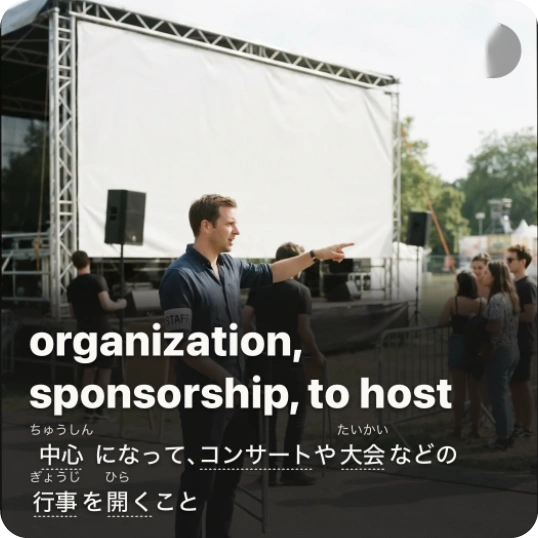 STAFF
organization,
sponsorship, to host
ちゅうしん たいかい
中心 になって、コンサートや大会などの
ぎょうじ ひら
行事を開くこと